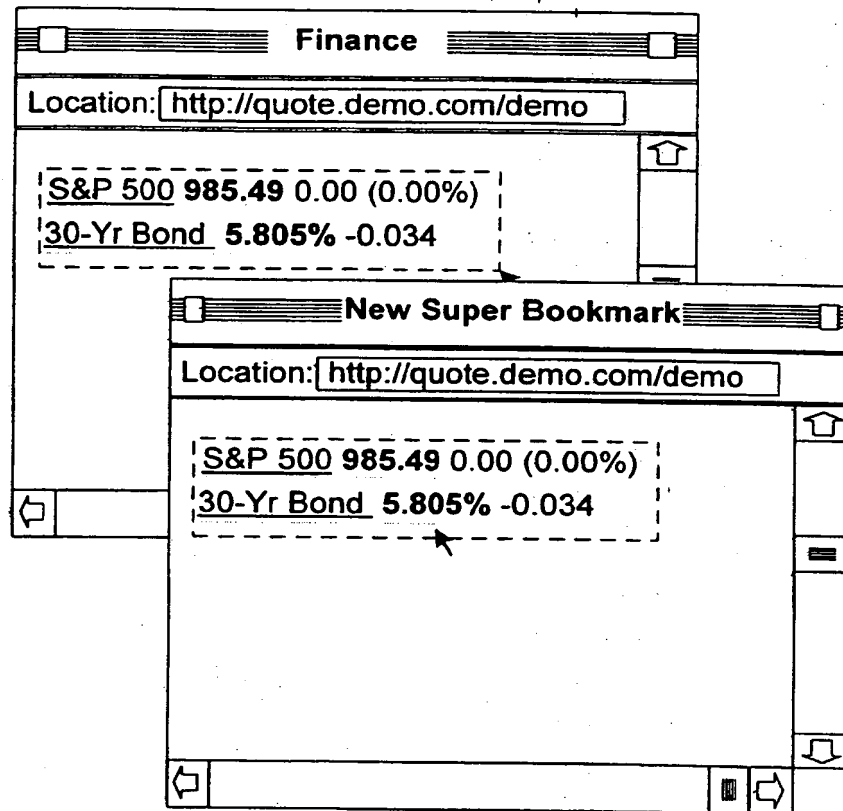 Finance
Location: http://quote.demo.com/demo
S&P 500 985.49 0.00 (0.00%)
30-Yr Bond 5.805% -0.034
New Super Bookmark
Location: http://quote.demo.com/demo
S&P 500 985.49 0.00 (0.00%)
30-Yr Bond 5.805% -0.034